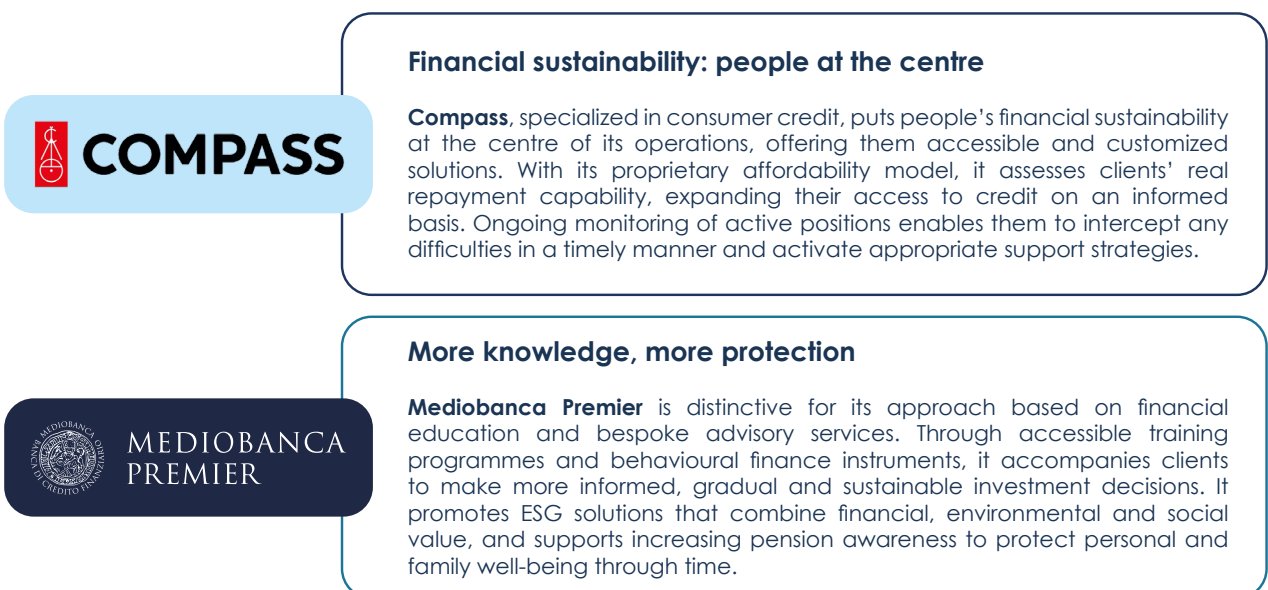 Financial sustainability: people at the centre
COMPASS
Compass, specialized in consumer credit, puts people's financial sustainability
at the centre of its operations, offering them accessible and customized
solutions. With its proprietary affordability model, it assesses clients' real
repayment capability, expanding their access to credit on an informed
basis. Ongoing monitoring of active positions enables them to intercept any
difficulties in a timely manner and activate appropriate support strategies.
More knowledge, more protection
MEDIOBANCA
BANCA DI CREDITO FINANZIARIO
MEDIOBANCA
PREMIER
Mediobanca Premier is distinctive for its approach based on financial
education and bespoke advisory services. Through accessible training
programmes and behavioural finance instruments, it accompanies clients
to make more informed, gradual and sustainable investment decisions. It
promotes ESG solutions that combine financial, environmental and social
value, and supports increasing pension awareness to protect personal and
family well-being through time.